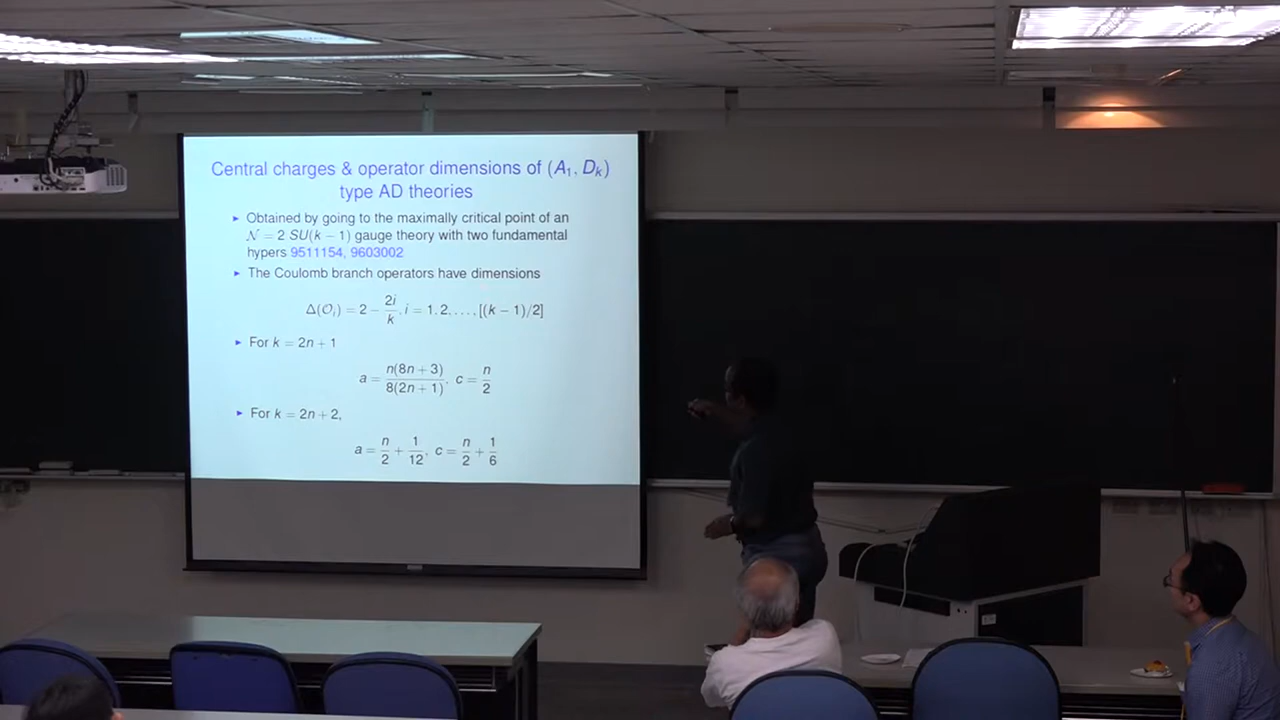 Central charges & operator dimensions of (A₁, Dₖ)
type AD theories
► Obtained by going to the maximally critical point of an
𝒩 = 2 SU(k − 1) gauge theory with two fundamental
hypers 9511154, 9603002
► The Coulomb branch operators have dimensions
Δ(𝒪ᵢ) = 2 − 2i/k, i = 1, 2, . . . , [(k − 1)/2]
► For k = 2n + 1
a = n(8n + 3)/8(2n + 1), c = n/2
► For k = 2n + 2,
a = n/2 + 1/12, c = n/2 + 1/6